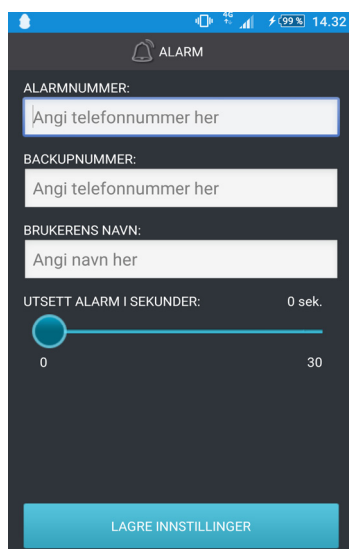 4G 99% 14.32
ALARM
ALARMNUMMER:
Angi telefonnummer her
BACKUPNUMMER:
Angi telefonnummer her
BRUKERENS NAVN:
Angi navn her
UTSETT ALARM I SEKUNDER: 0 sek.
0 30
LAGRE INNSTILLINGER